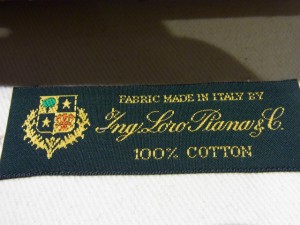 FABRIC MADE IN ITALY BY
Ing. Loro Piana & C.
100% COTTON